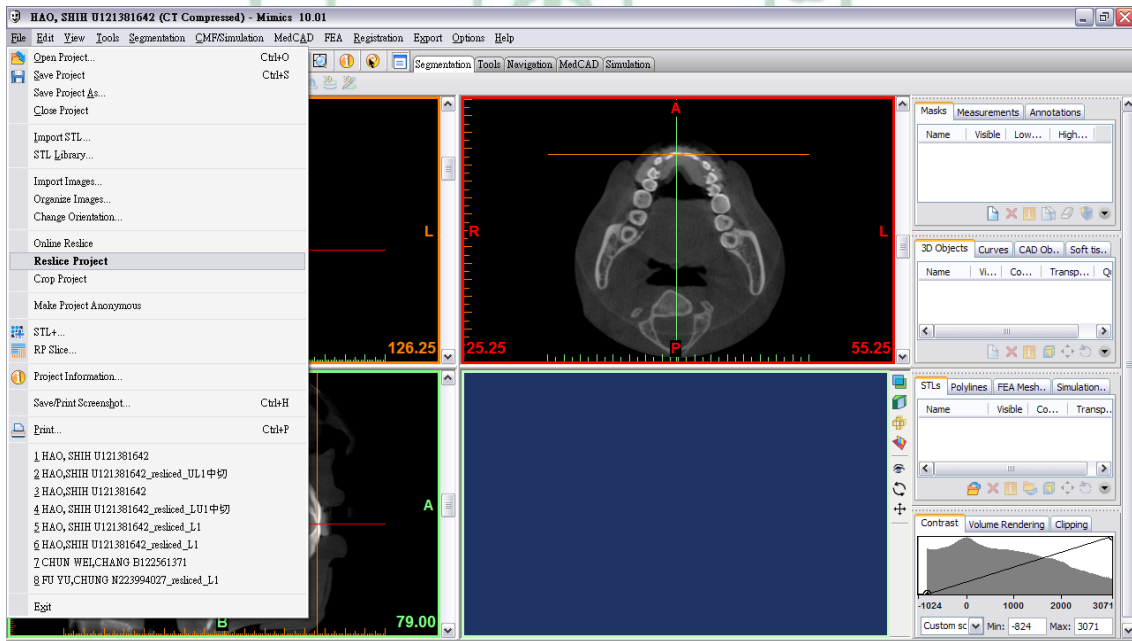 HAO, SHIH U121381642 (CT Compressed) - Mimics 10.01
File Edit View Tools Segmentation CMF/Simulation MedCAD FEA Registration Export Options Help
Open Project... Ctrl+O
Save Project Ctrl+S
Save Project As...
Close Project
Import STL...
STL Library...
Import Images...
Organize Images...
Change Orientation...
Online Reslice
Reslice Project
Crop Project
Make Project Anonymous
STL+...
RP Slice...
Project Information...
Save/Print Screenshot... Ctrl+H
Print... Ctrl+P
1 HAO, SHIH U121381642
2 HAO,SHIH U121381642_resliced_UL1中切
3 HAO,SHIH U121381642
4 HAO, SHIH U121381642_resliced_LU1中切
5 HAO, SHIH U121381642_resliced_L1
6 HAO,SHIH U121381642_resliced_L1
7 CHUN WEI,CHANG B122561371
8 FU YU,CHUNG N223994027_resliced_L1
Exit
Segmentation Tools Navigation MedCAD Simulation
L
126.25
A
R
L
25.25
P
55.25
A
B
79.00
Masks Measurements Annotations
Name Visible Low... High...
3D Objects Curves CAD Ob.. Soft tis..
Name Vi... Co... Transp... Q
STLs Polylines FEA Mesh.. Simulation..
Name Visible Co... Transp..
Contrast Volume Rendering Clipping
-1024 0 1000 2000 3071
Custom sc Min: -824 Max: 3071